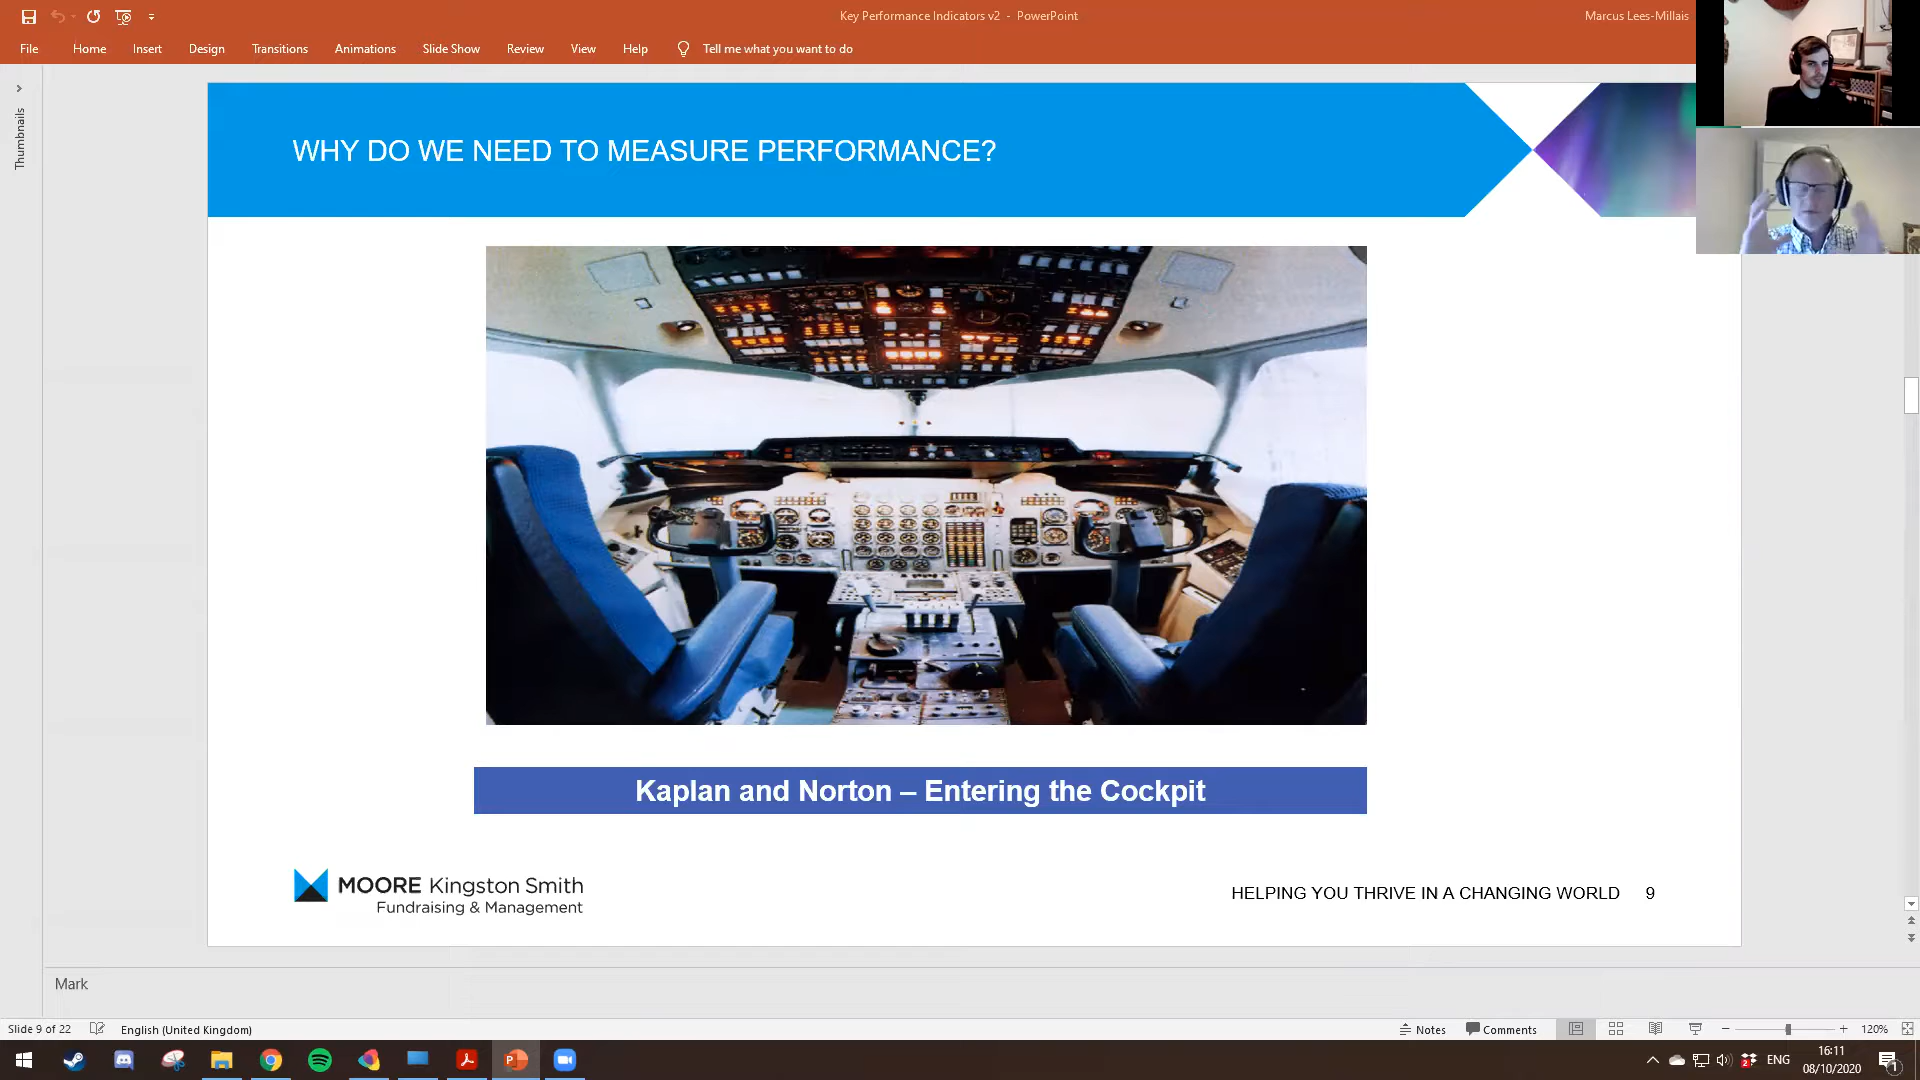 Key Performance Indicators v2 - PowerPoint
Marcus Lees-Millais
File Home Insert Design Transitions Animations Slide Show Review View Help Tell me what you want to do
Thumbnails
WHY DO WE NEED TO MEASURE PERFORMANCE?
Kaplan and Norton – Entering the Cockpit
MOORE Kingston Smith
Fundraising & Management
HELPING YOU THRIVE IN A CHANGING WORLD 9
Mark
Slide 9 of 22 English (United Kingdom) Notes Comments 120%
ENG
16:11
08/10/2020